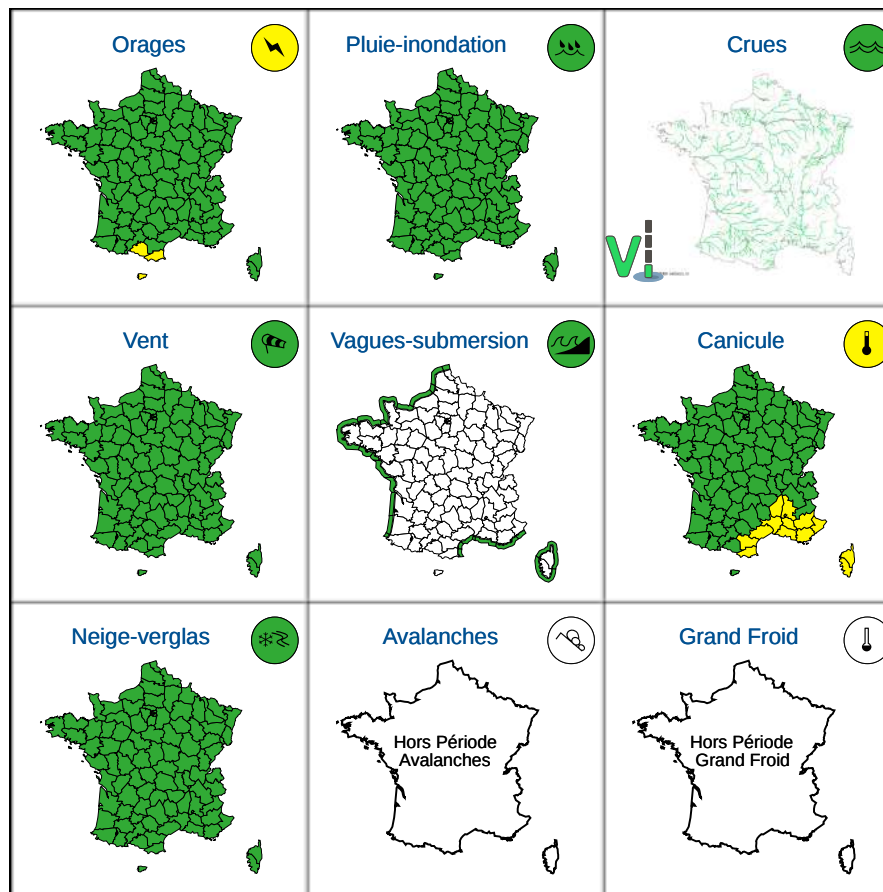 Orages
Pluie-inondation
Crues
Vi
Vent
Vagues-submersion
Canicule
Neige-verglas
Avalanches
Grand Froid
Hors Période
Avalanches
Hors Période
Grand Froid